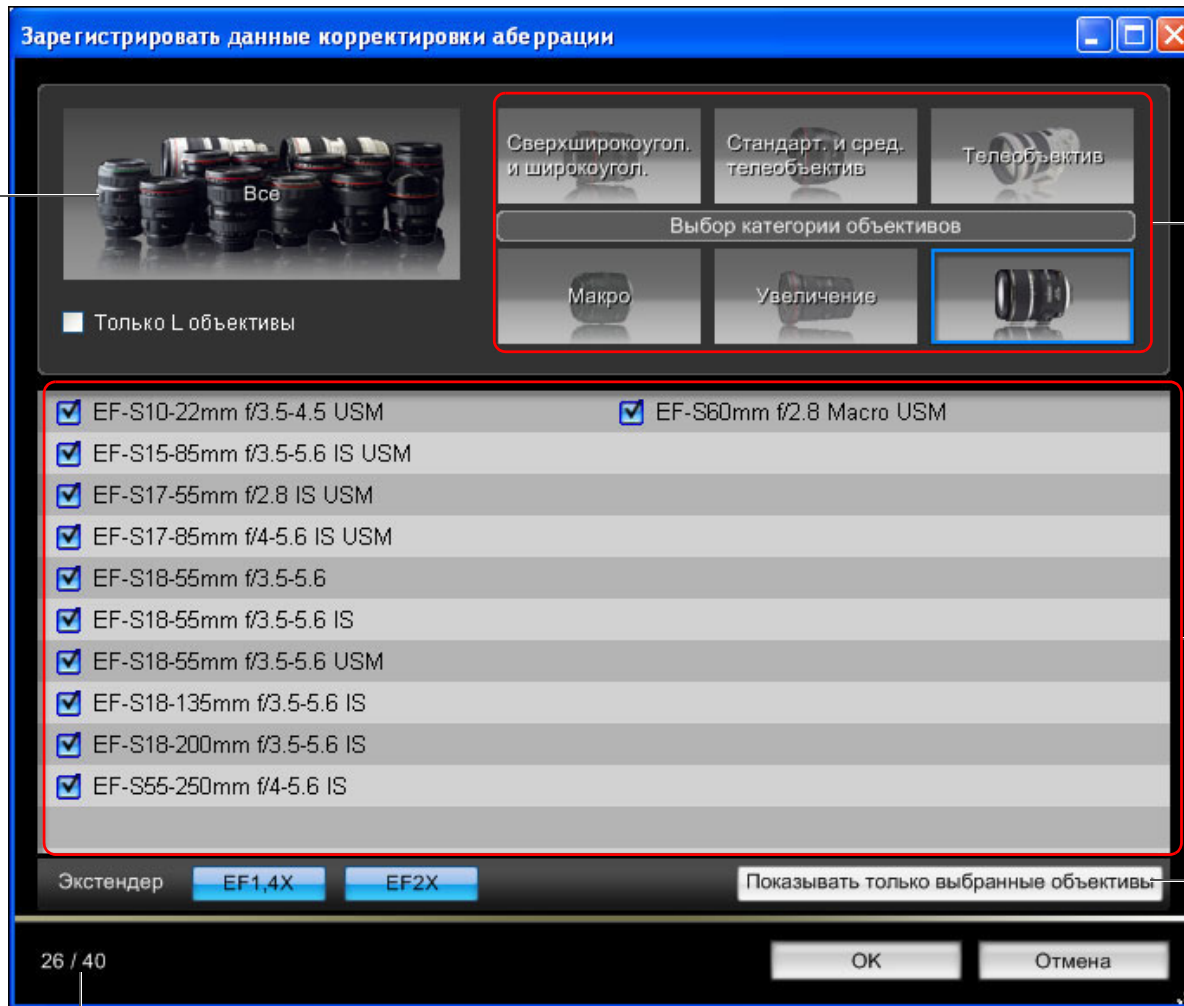 Зарегистрировать данные корректировки аберрации
Все
Сверхширокоугол.
и широкоугол.
Стандарт. и сред.
телеобъектив
Телеобъектив
Выбор категории объективов
Макро
Увеличение
Только L объективы
EF-S10-22mm f/3.5-4.5 USM
EF-S60mm f/2.8 Macro USM
EF-S15-85mm f/3.5-5.6 IS USM
EF-S17-55mm f/2.8 IS USM
EF-S17-85mm f/4-5.6 IS USM
EF-S18-55mm f/3.5-5.6
EF-S18-55mm f/3.5-5.6 IS
EF-S18-55mm f/3.5-5.6 USM
EF-S18-135mm f/3.5-5.6 IS
EF-S18-200mm f/3.5-5.6 IS
EF-S55-250mm f/4-5.6 IS
Экстендер
EF1,4X
EF2X
Показывать только выбранные объективы
26 / 40
OK
Отмена